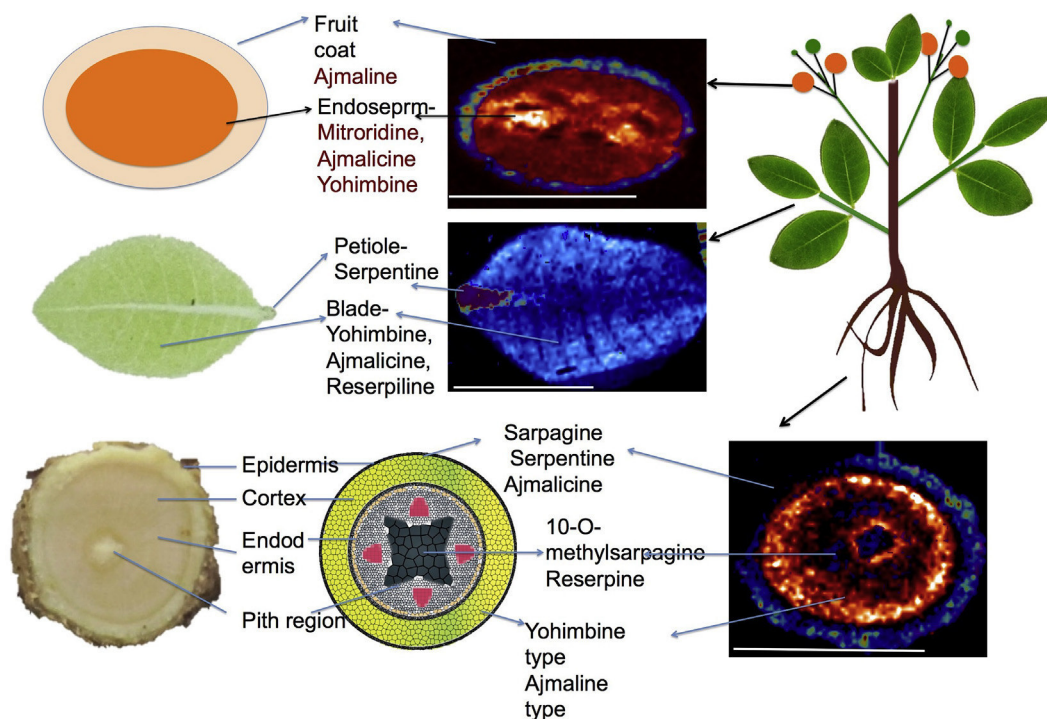 Fruit
coat
Ajmaline
Endoseprm-
Mitroridine,
Ajmalicine
Yohimbine
Petiole-
Serpentine
Blade-
Yohimbine,
Ajmalicine,
Reserpiline
Epidermis
Cortex
Endod
ermis
Pith region
Sarpagine
Serpentine
Ajmalicine
10-O-
methylsarpagine
Reserpine
Yohimbine
type
Ajmaline
type